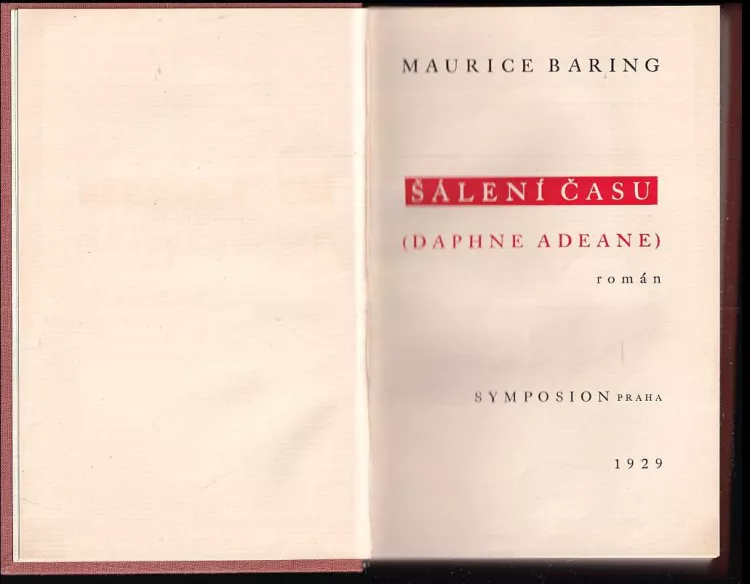 MAURICE BARING
ŠÁLENÍ ČASU
(DAPHNE ADEANE)
román
SYMPOSION PRAHA
1929